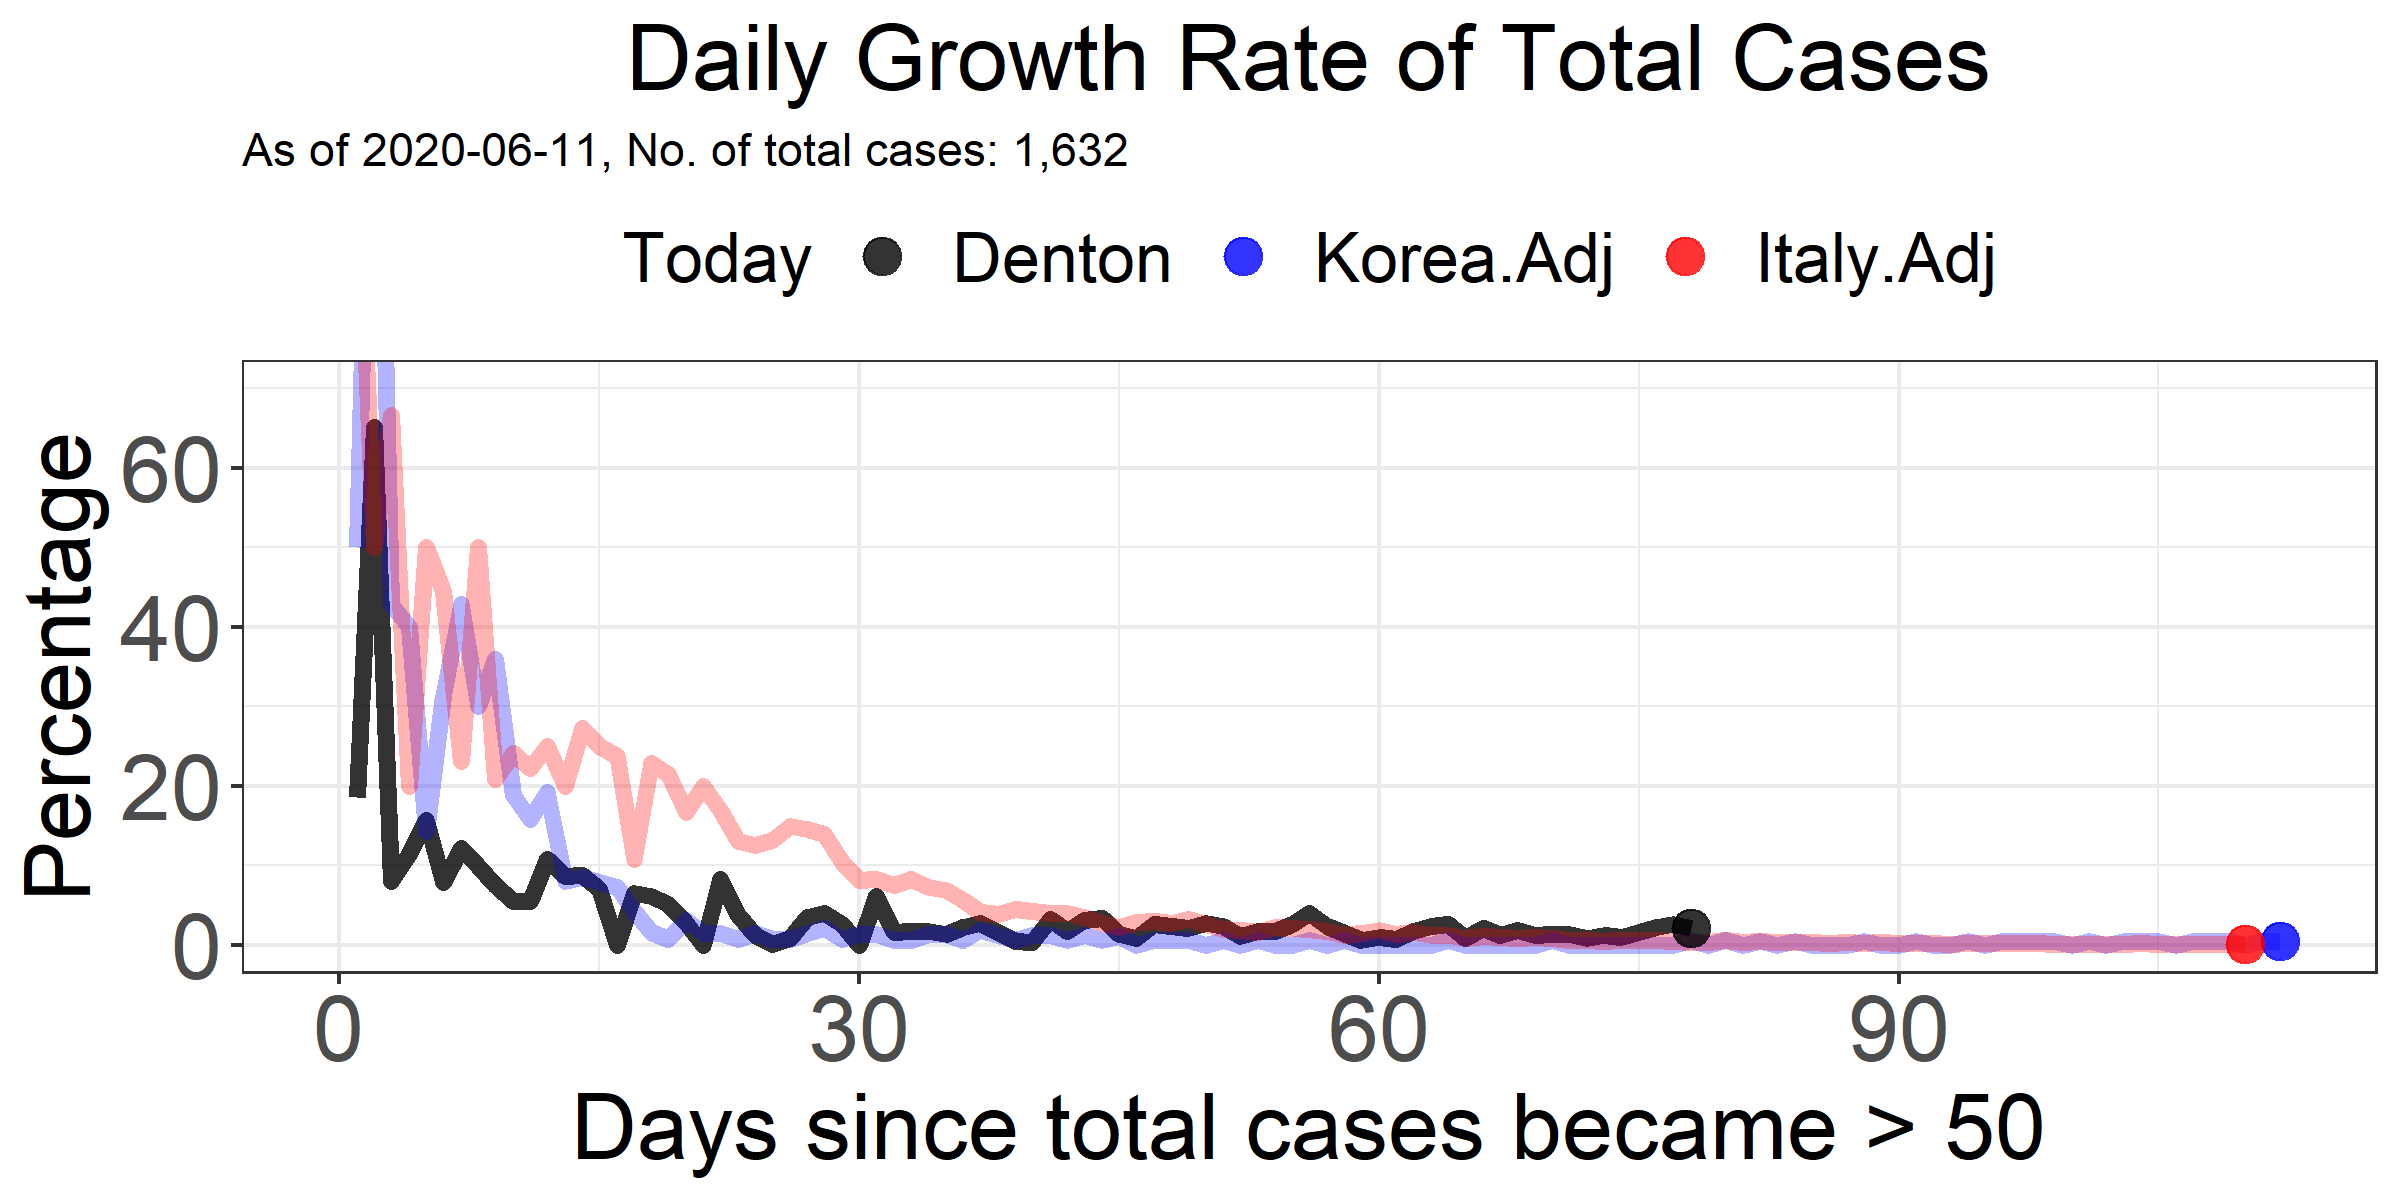 Daily Growth Rate of Total Cases
As of 2020-06-11, No. of total cases: 1,632
Today Denton Korea.Adj Italy.Adj
Percentage
60
40
20
0
0 30 60 90
Days since total cases became > 50